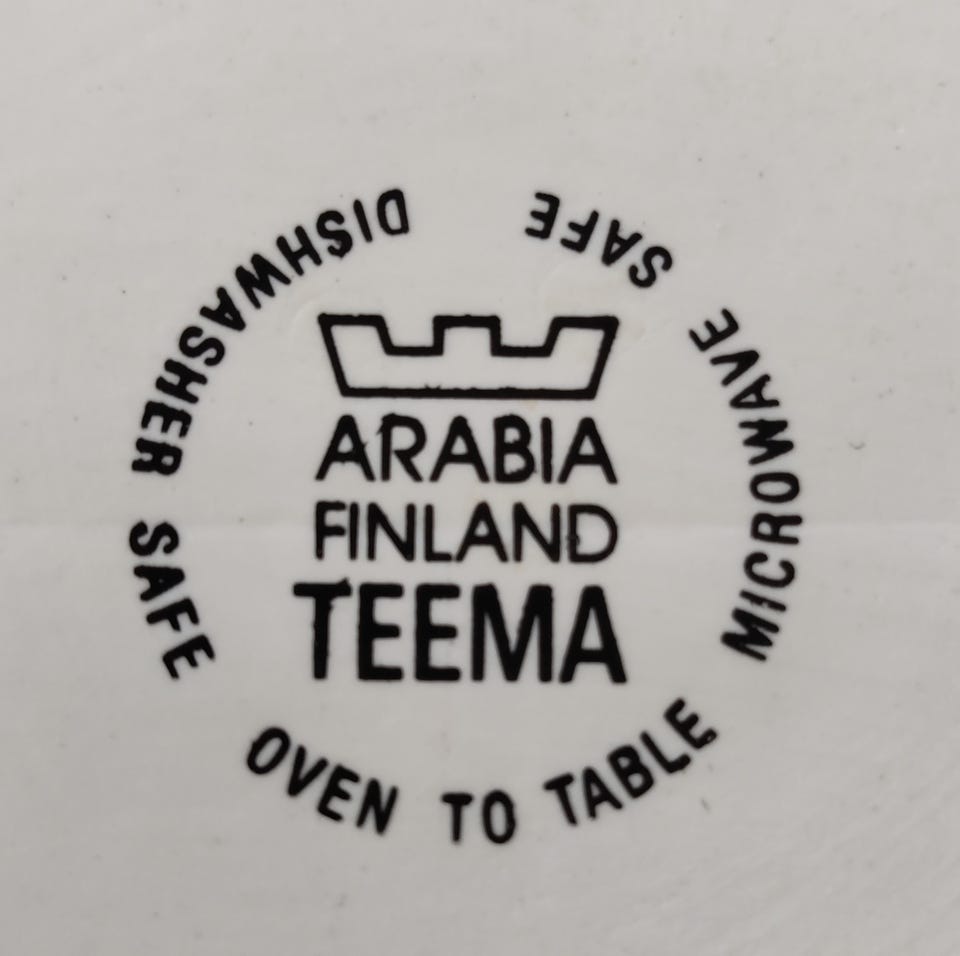 ARABIA
FINLAND
TEEMA
DISHWASHER SAFE OVEN TO TABLE MICROWAVE SAFE